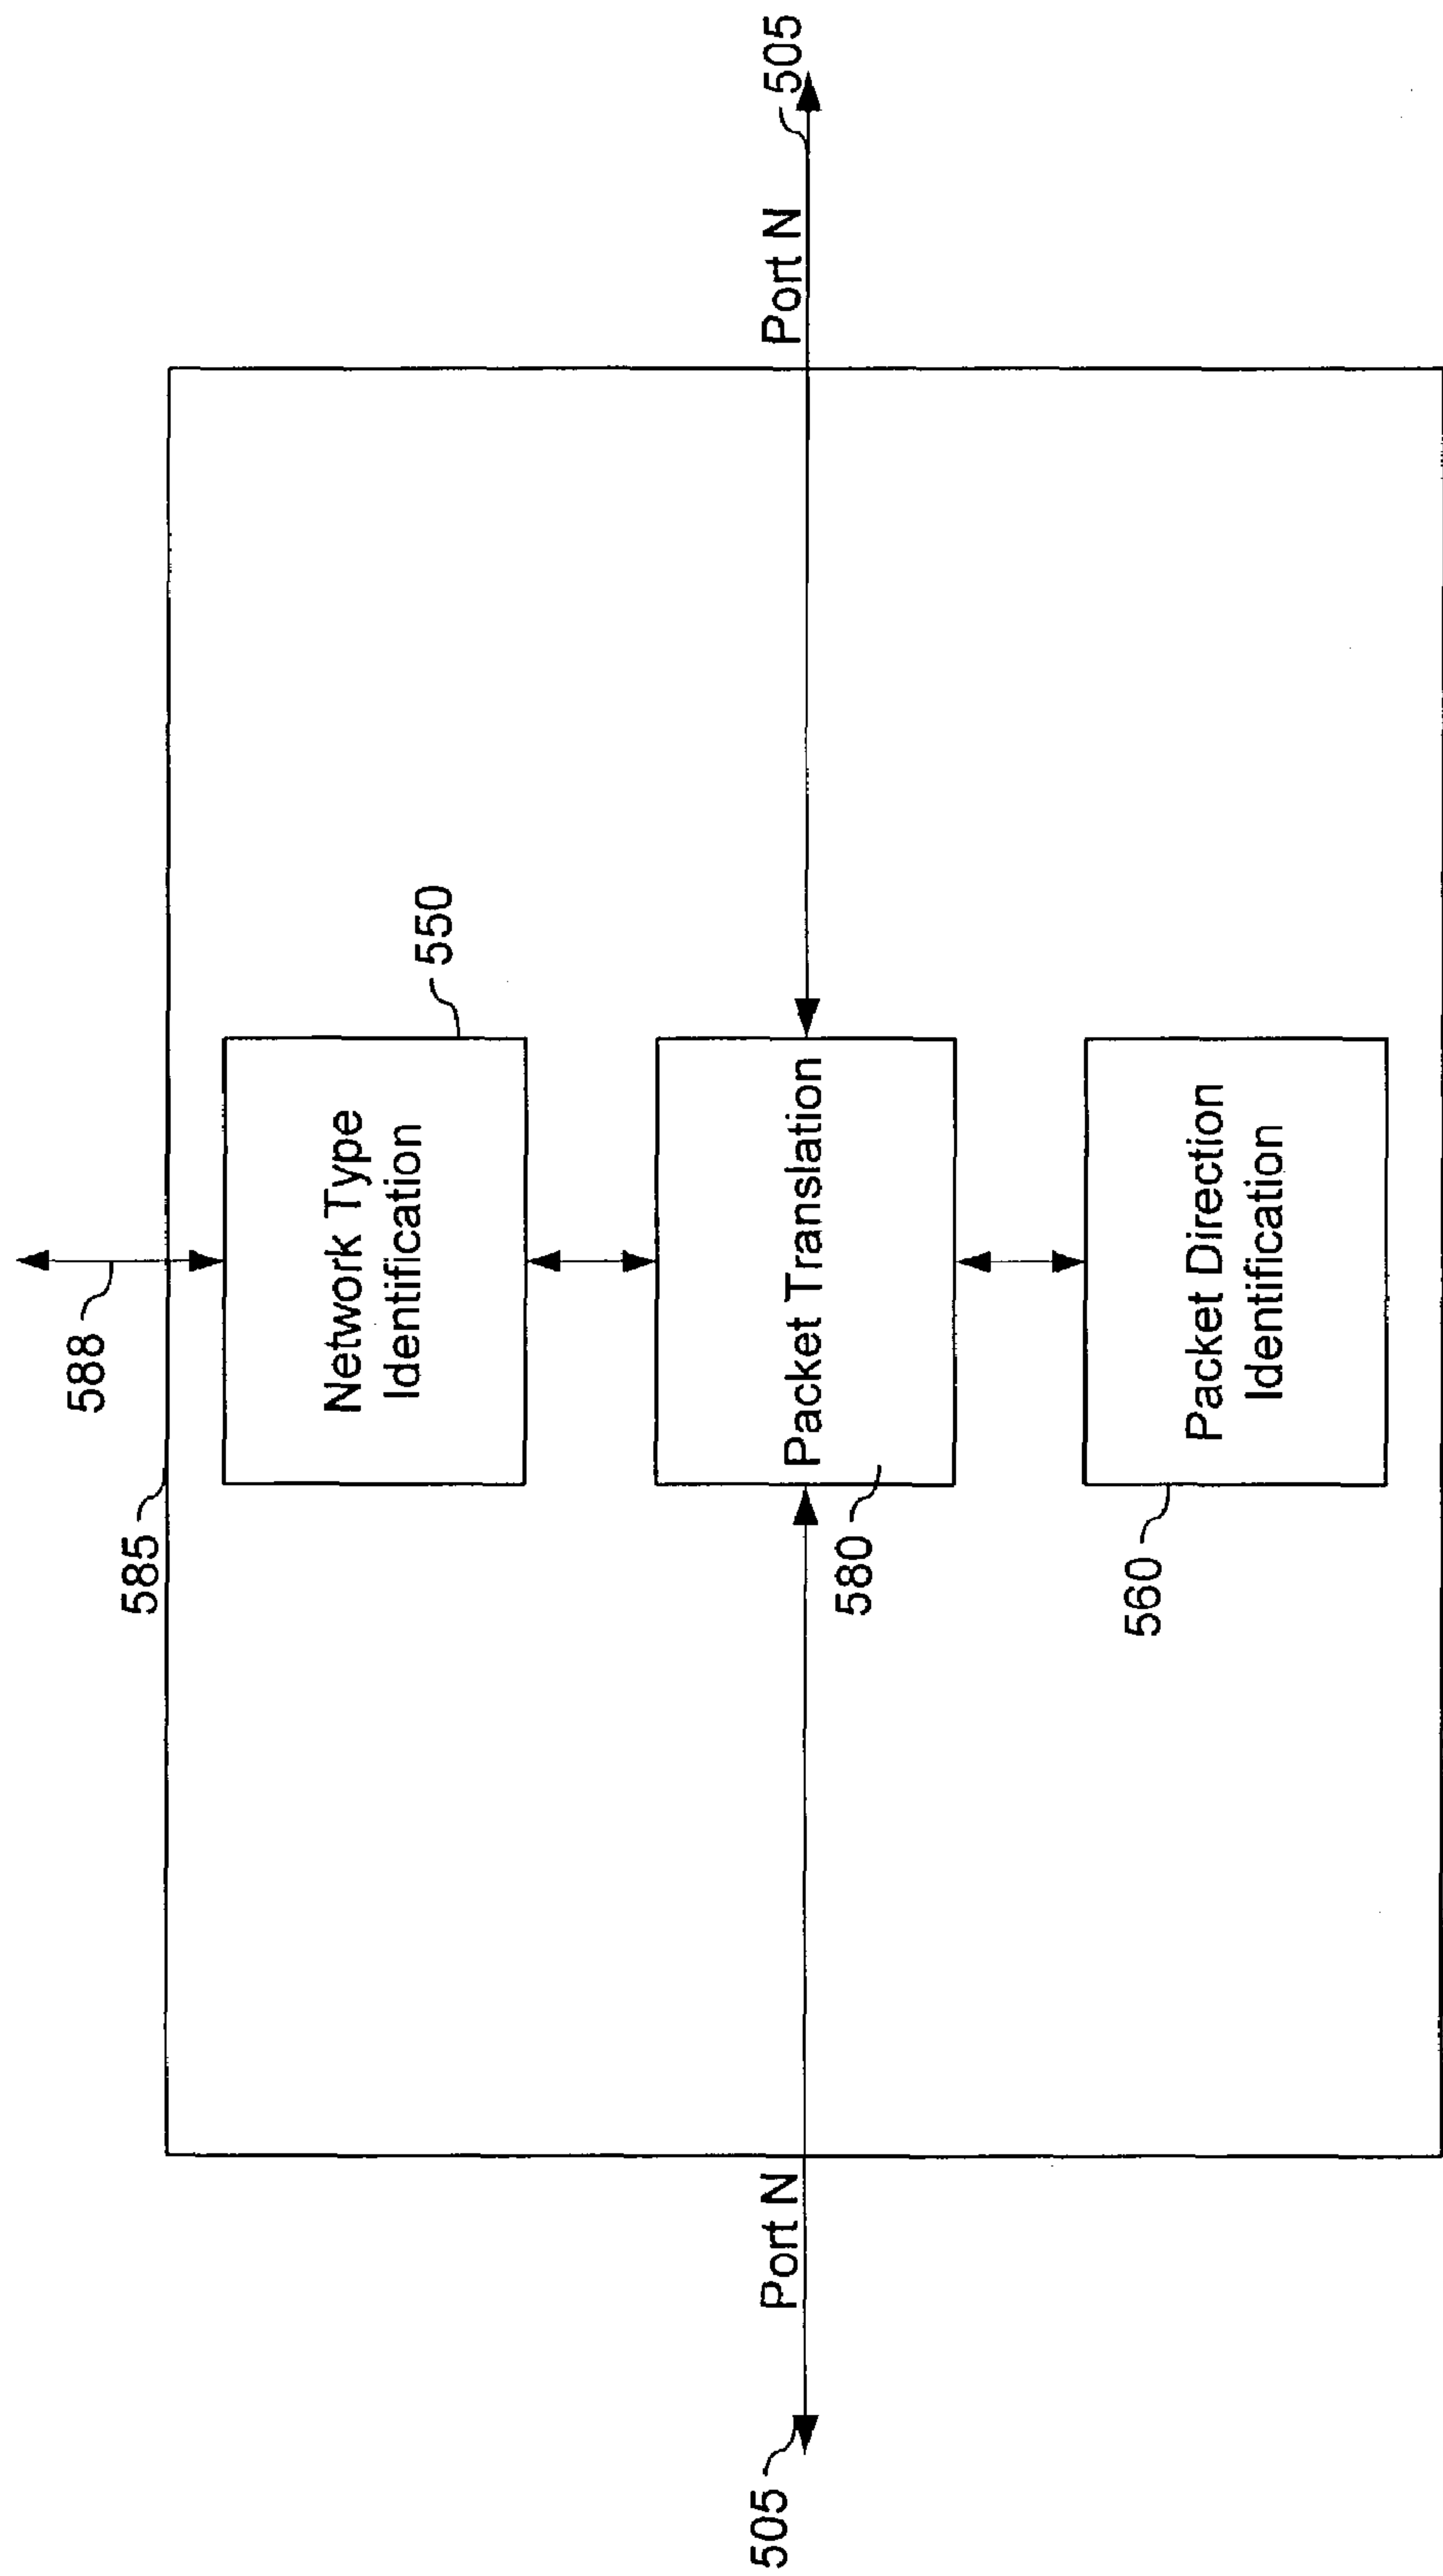 588
585
Network Type
Identification
550
Port N
505
Packet Translation
580
Port N
505
Packet Direction
Identification
560